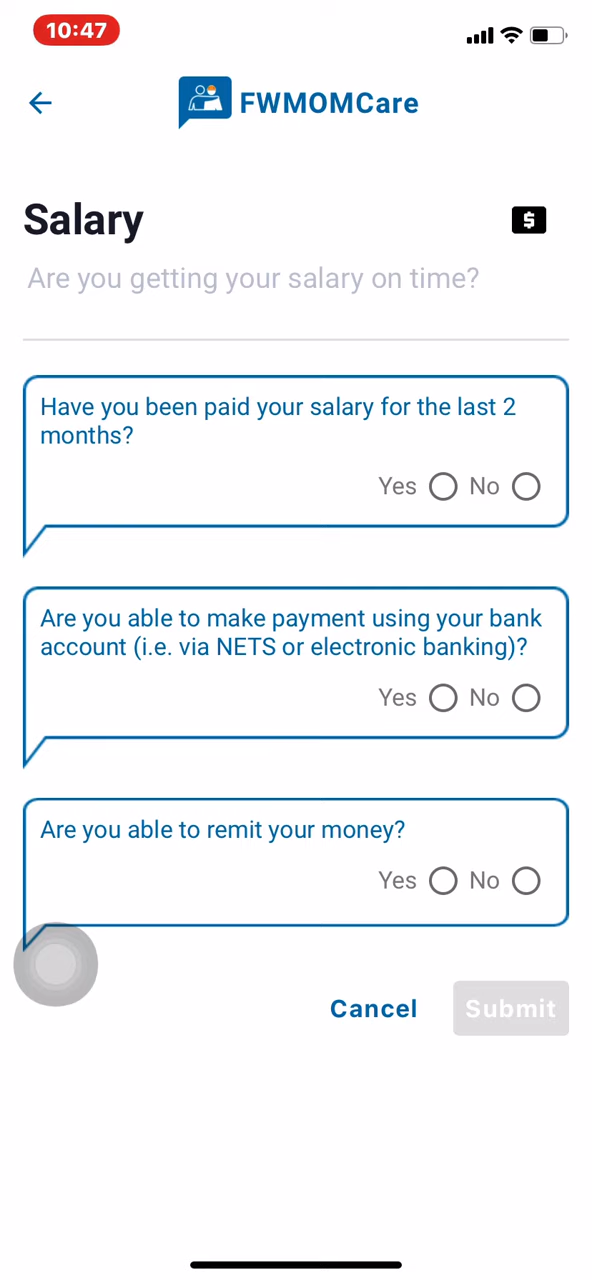 10:47
FWMOMCare
Salary
$
Are you getting your salary on time?
Have you been paid your salary for the last 2
months?
Yes No
Are you able to make payment using your bank
account (i.e. via NETS or electronic banking)?
Yes No
Are you able to remit your money?
Yes No
Cancel Submit